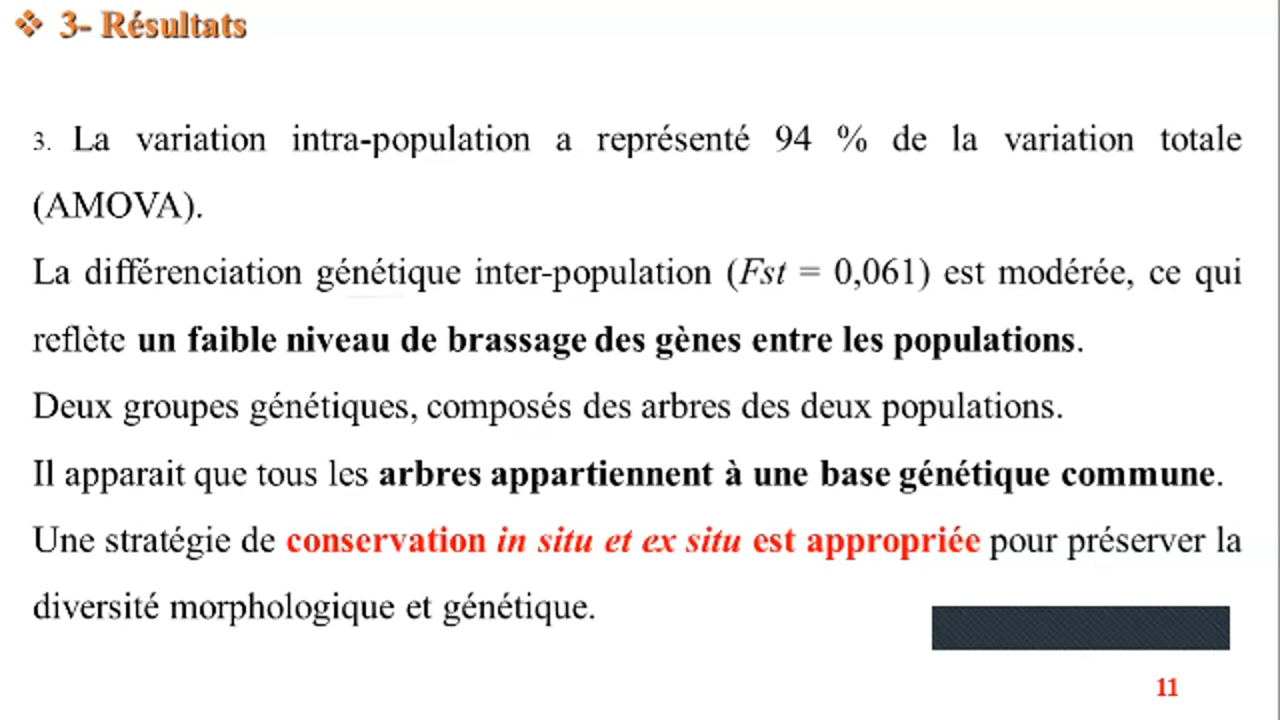 ❖ 3- Résultats
3. La variation intra-population a représenté 94 % de la variation totale
(AMOVA).
La différenciation génétique inter-population (Fst = 0,061) est modérée, ce qui
reflète un faible niveau de brassage des gènes entre les populations.
Deux groupes génétiques, composés des arbres des deux populations.
Il apparait que tous les arbres appartiennent à une base génétique commune.
Une stratégie de conservation in situ et ex situ est appropriée pour préserver la
diversité morphologique et génétique.
11